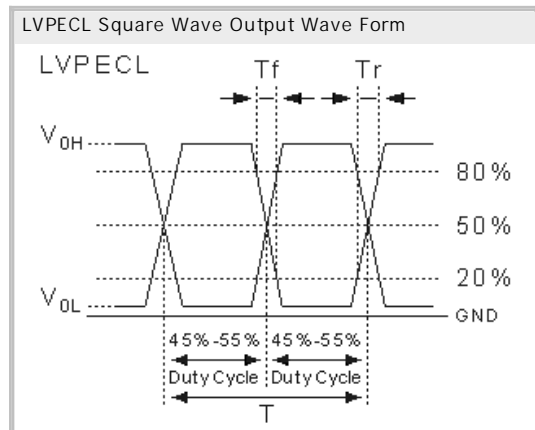 LVPECL Square Wave Output Wave Form
LVPECL
Tf
Tr
V0H
80%
50%
20%
V0L
GND
45%-55%
45%-55%
Duty Cycle
Duty Cycle
T